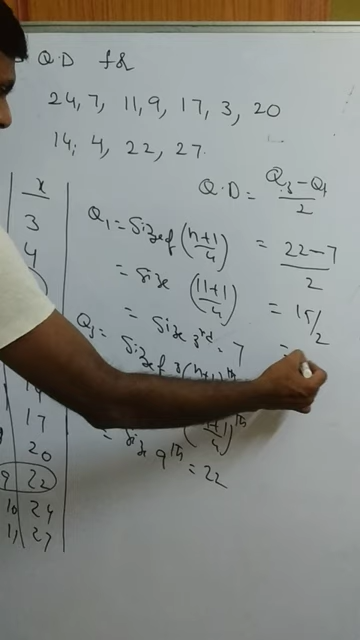 Q.D for
24, 7, 11, 9, 17, 3, 20
14, 4, 22, 27.
Q.D = Q3 - Q1 / 2
x
3
4
17
20
9 22
10 24
11 27
Q1 = Size of (n+1/4)
= Size (11+1/4)
= Size 3rd = 7
Q3 = Size of 3(n+1
= Size 9th = 22
= 22-7 / 2
= 15/2
=